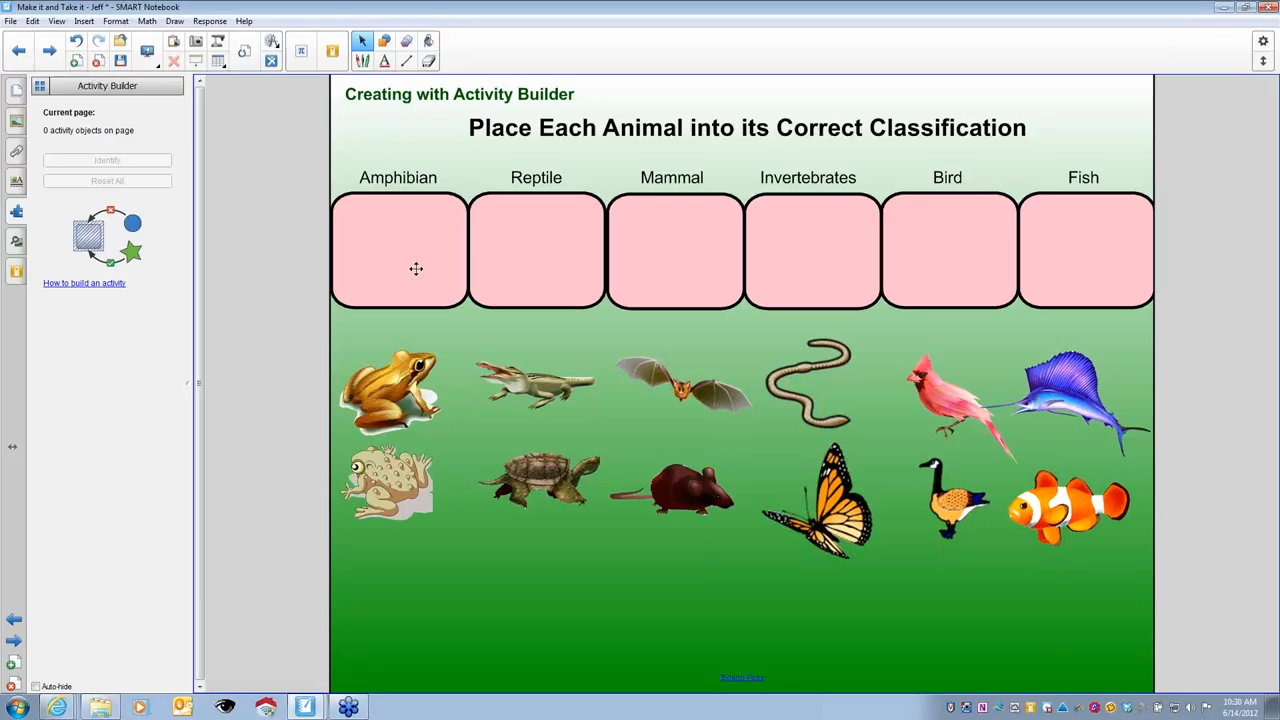 Make it and Take it - Jeff * - SMART Notebook
File Edit View Insert Format Math Draw Response Help
Activity Builder
Current page:
0 activity objects on page
Identify
Reset All
How to build an activity
Creating with Activity Builder
Place Each Animal into its Correct Classification
Amphibian Reptile Mammal Invertebrates Bird Fish
Extend Page
Auto-hide
10:30 AM
6/14/2012